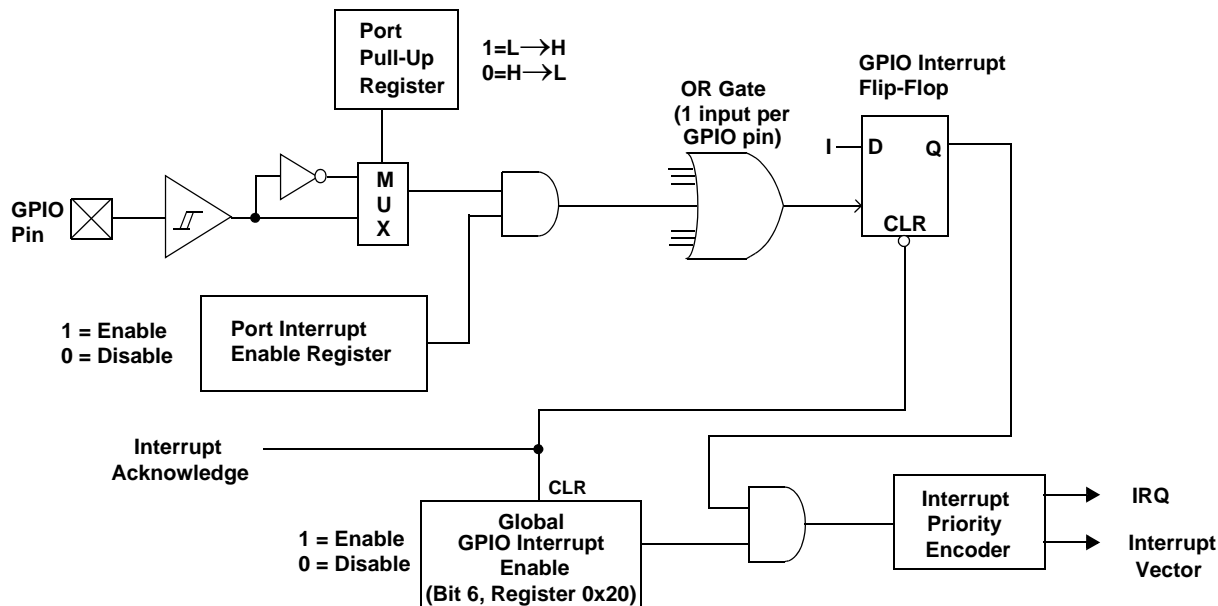 Port
Pull-Up
Register
1=L→H
0=H→L
GPIO Interrupt
Flip-Flop
OR Gate
(1 input per
GPIO pin)
I
D
Q
CLR
M
U
X
GPIO
Pin
1 = Enable
0 = Disable
Port Interrupt
Enable Register
Interrupt
Acknowledge
CLR
1 = Enable
0 = Disable
Global
GPIO Interrupt
Enable
(Bit 6, Register 0x20)
Interrupt
Priority
Encoder
IRQ
Interrupt
Vector